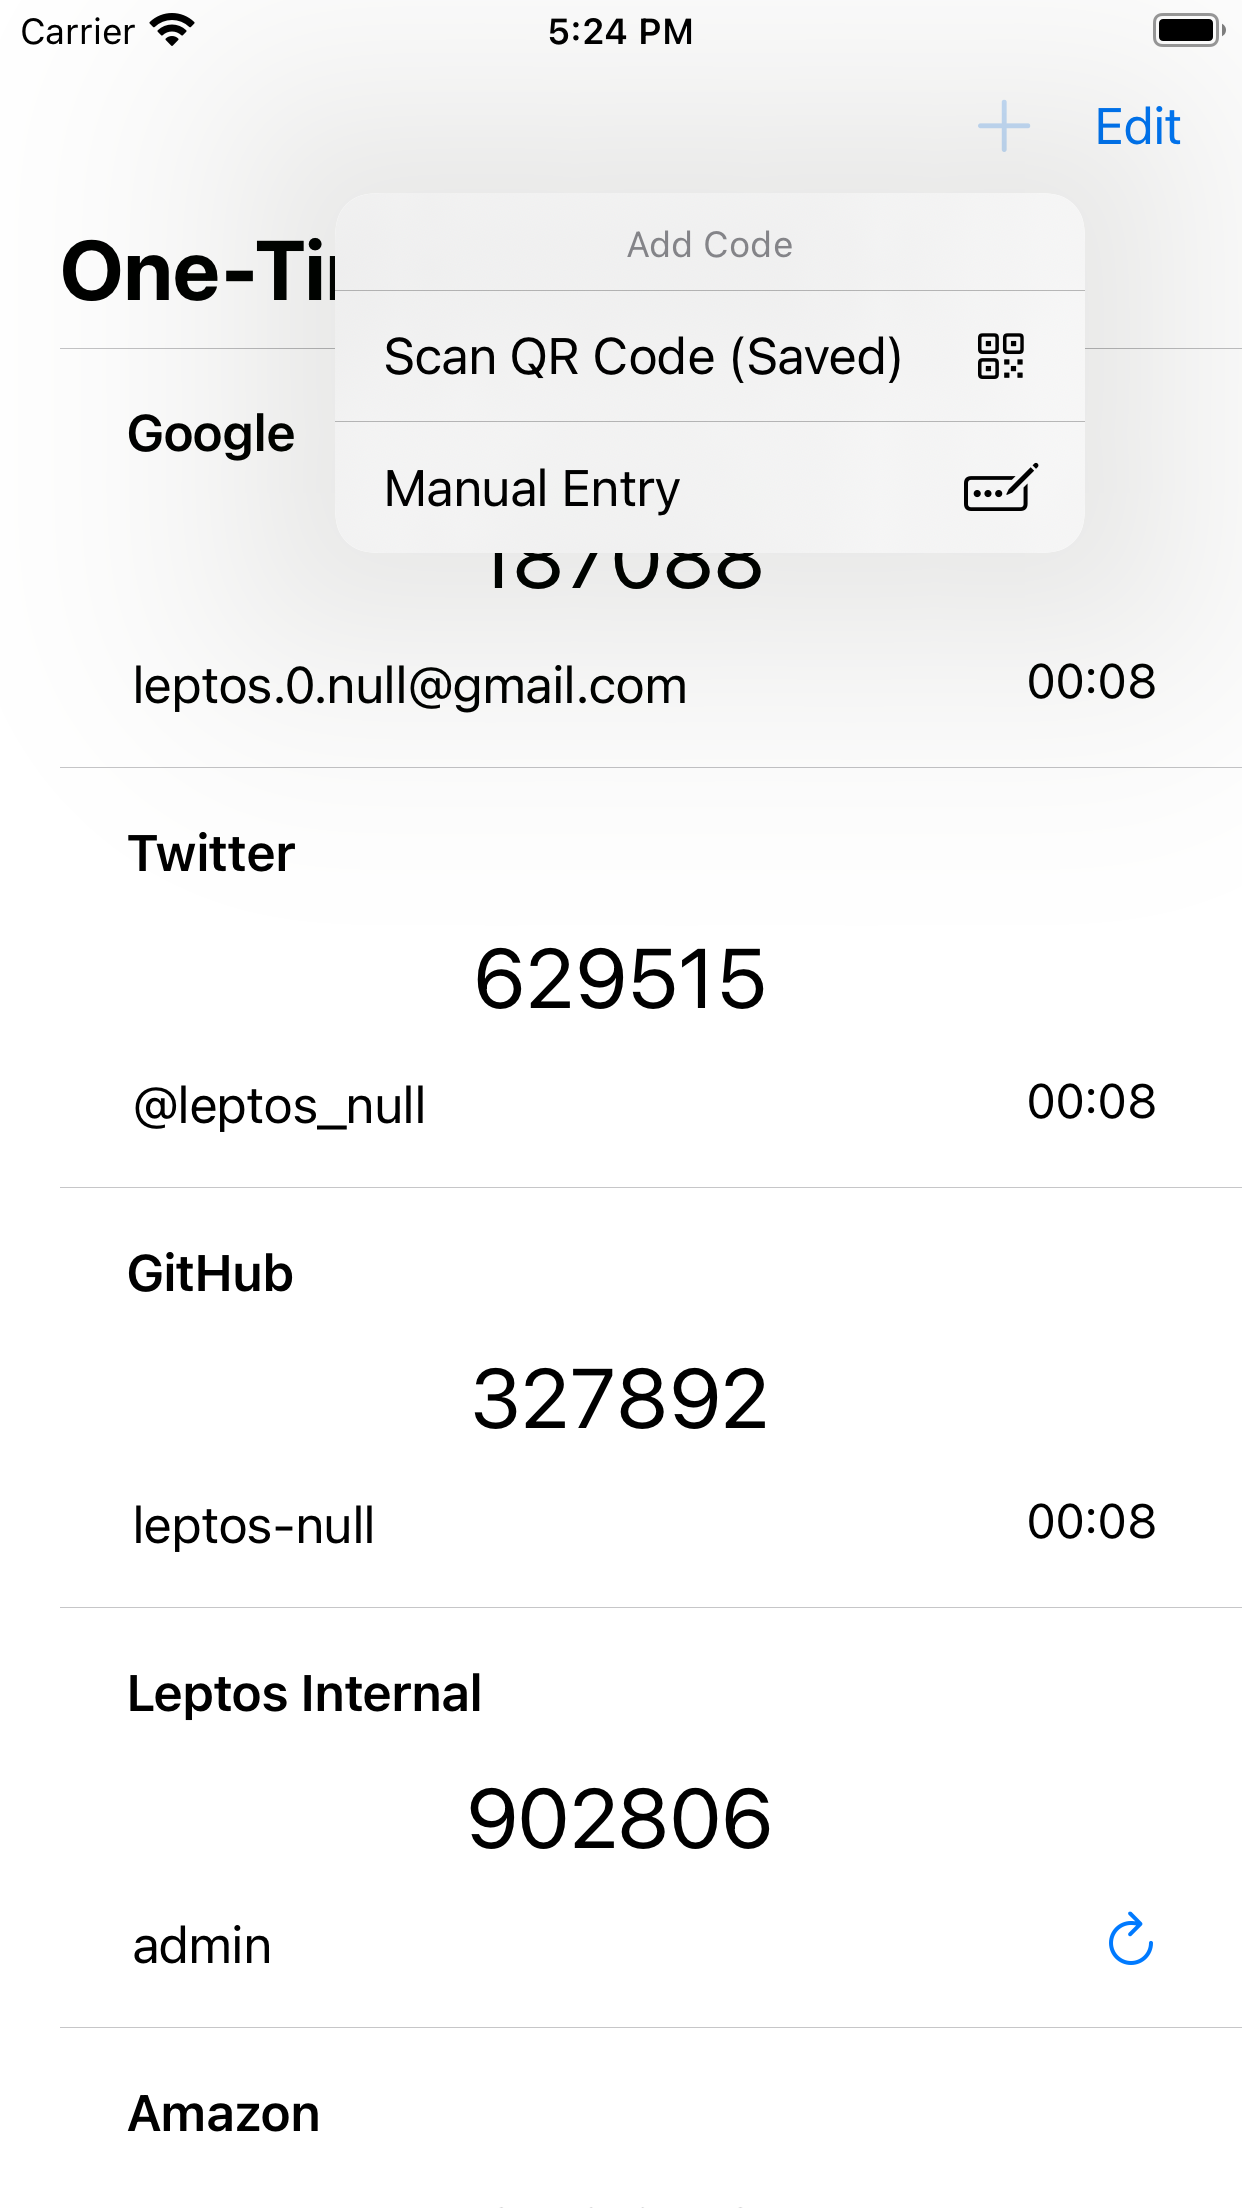 Carrier 5:24 PM
Edit
Add Code
One-Ti
Scan QR Code (Saved)
Google
Manual Entry
187088
leptos.0.null@gmail.com 00:08
Twitter
629515
@leptos_null 00:08
GitHub
327892
leptos-null 00:08
Leptos Internal
902806
admin
Amazon